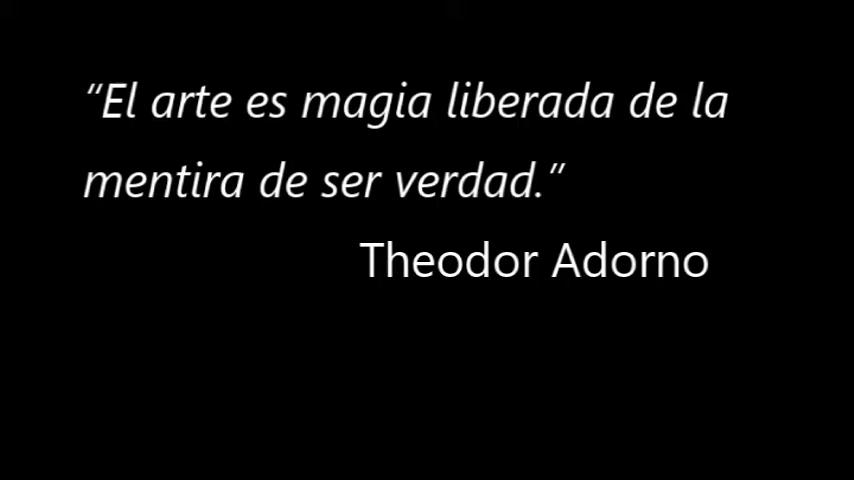 “El arte es magia liberada de la
mentira de ser verdad.”
Theodor Adorno